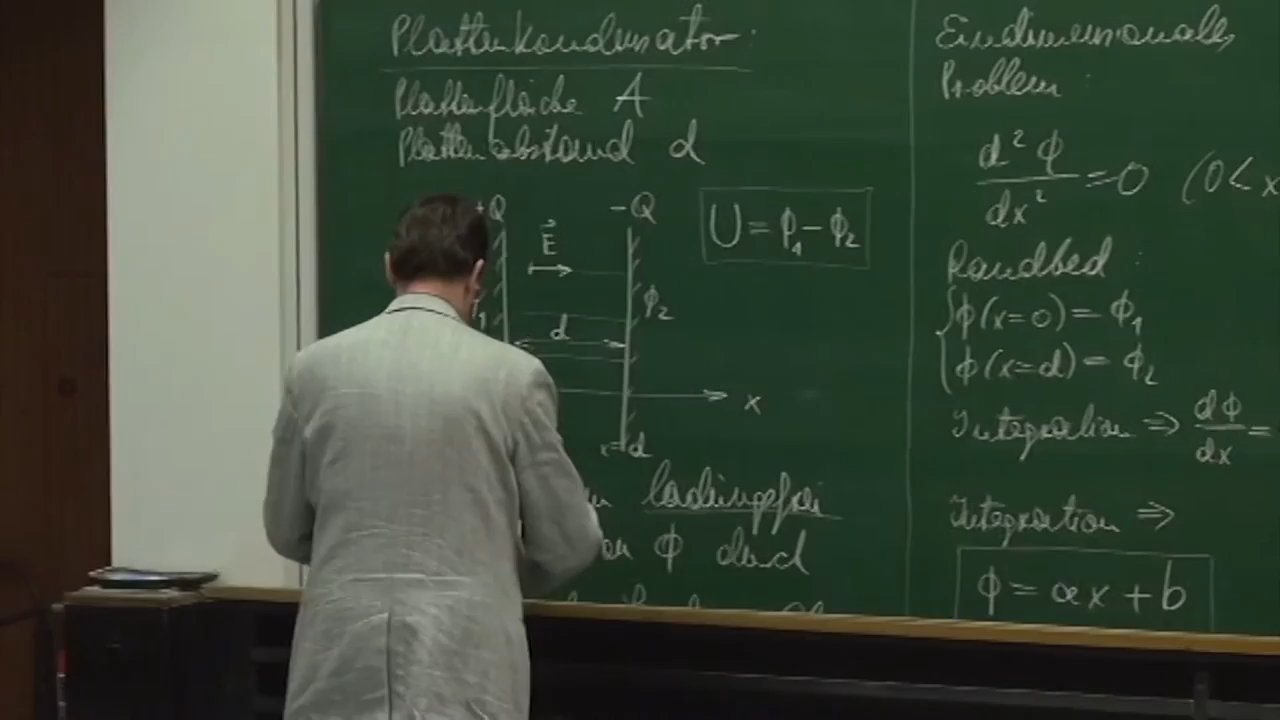 Plattenkondensator:
Plattenfläche A
Plattenabstand d
+Q
-Q
E
U = ϕ₁ - ϕ₂
ϕ₂
d
x
x=d
ladungsfrei
ϕ durch
Eindimensionales
Problem:
d²ϕ/dx² = 0 (0 < x
Randbed:
ϕ(x=0) = ϕ₁
ϕ(x=d) = ϕ₂
Integration ⇒ dϕ/dx =
Integration ⇒
ϕ = ax + b